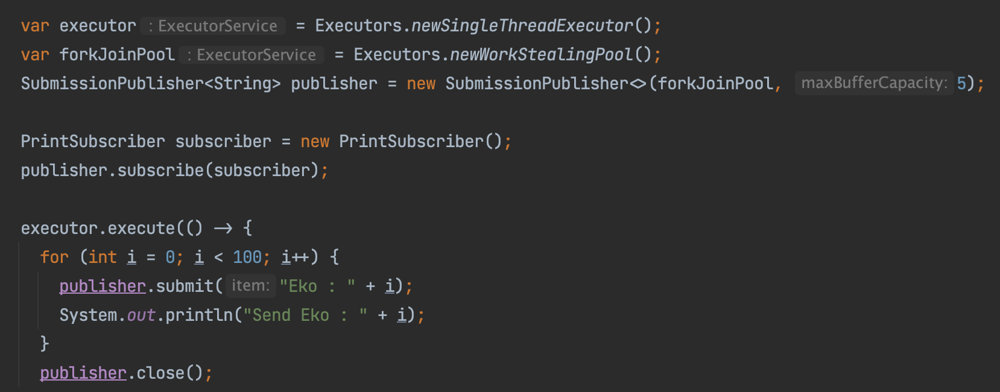 var executor : ExecutorService = Executors.newSingleThreadExecutor();
var forkJoinPool : ExecutorService = Executors.newWorkStealingPool();
SubmissionPublisher<String> publisher = new SubmissionPublisher<>(forkJoinPool, maxBufferCapacity: 5);
PrintSubscriber subscriber = new PrintSubscriber();
publisher.subscribe(subscriber);
executor.execute(() -> {
for (int i = 0; i < 100; i++) {
publisher.submit( item: "Eko : " + i);
System.out.println("Send Eko : " + i);
}
publisher.close();